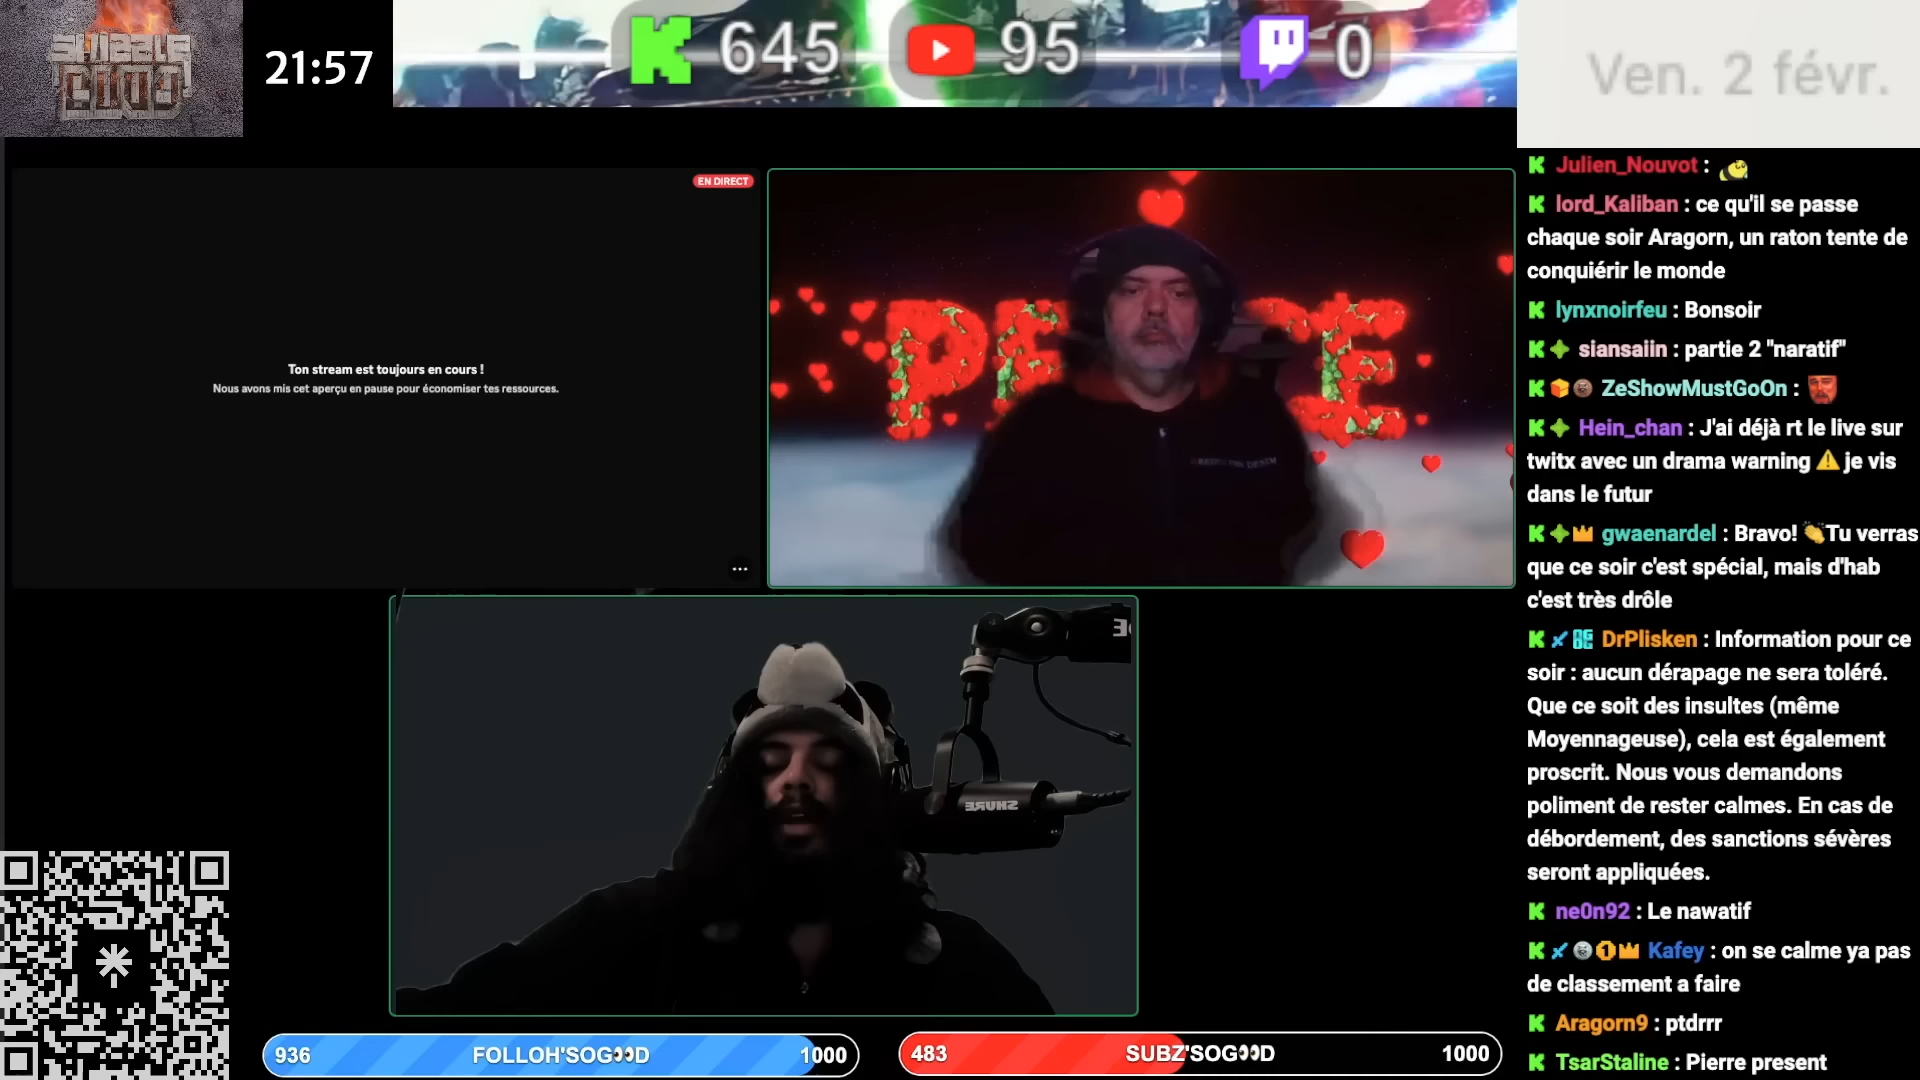 SHIZZLE
21:57
645
95
0
Ven. 2 févr.
EN DIRECT
Ton stream est toujours en cours !
Nous avons mis cet aperçu en pause pour économiser tes ressources.
SHURE
936
FOLLOH'SOG👀D
1000
483
SUBZ'SOG👀D
1000
Julien_Nouvot :
lord_Kaliban : ce qu'il se passe
chaque soir Aragorn, un raton tente de
conquiérir le monde
lynxnoirfeu : Bonsoir
siansaiin : partie 2 "naratif"
ZeShowMustGoOn :
Hein_chan : J'ai déjà rt le live sur
twitx avec un drama warning ⚠️ je vis
dans le futur
gwaenardel : Bravo! 👏Tu verras
que ce soir c'est spécial, mais d'hab
c'est très drôle
DrPlisken : Information pour ce
soir : aucun dérapage ne sera toléré.
Que ce soit des insultes (même
Moyennageuse), cela est également
proscrit. Nous vous demandons
poliment de rester calmes. En cas de
débordement, des sanctions sévères
seront appliquées.
ne0n92 : Le nawatif
Kafey : on se calme ya pas
de classement a faire
Aragorn9 : ptdrrr
TsarStaline : Pierre present